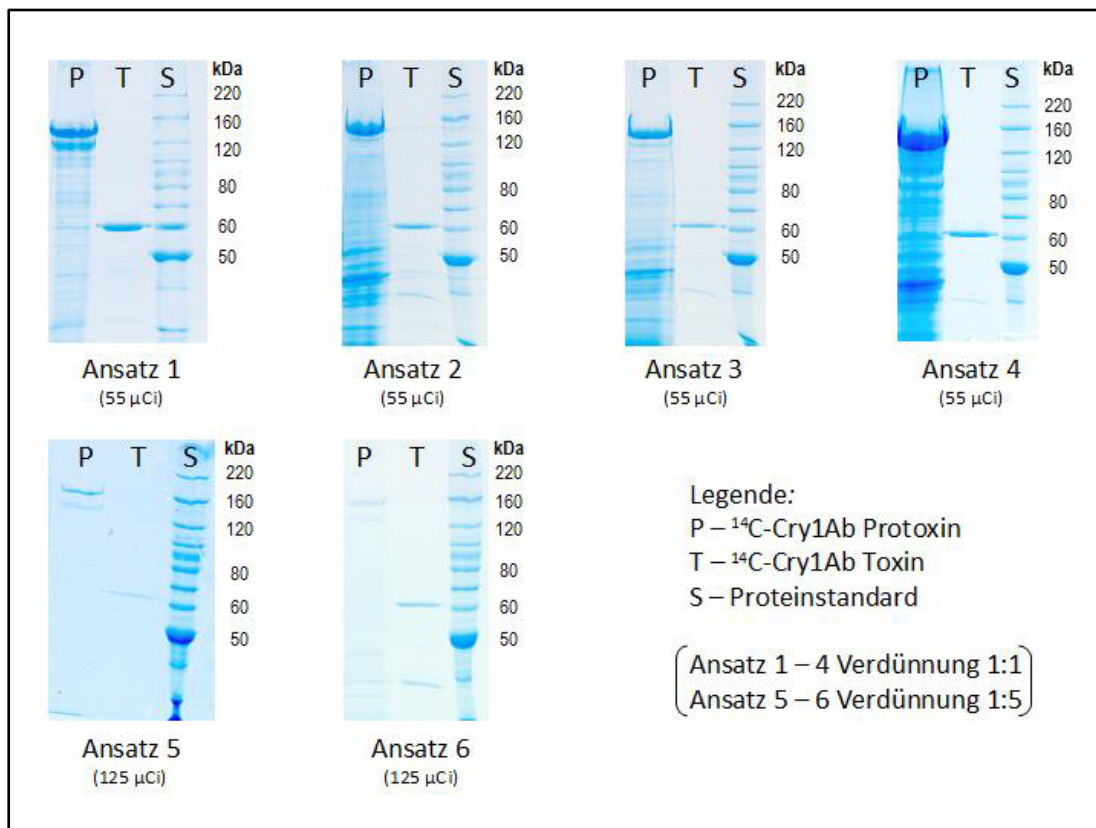 P T S kDa
220
160
120
80
60
50
Ansatz 1
(55 µCi)
P T S kDa
220
160
120
80
60
50
Ansatz 2
(55 µCi)
P T S kDa
220
160
120
80
60
50
Ansatz 3
(55 µCi)
P T S kDa
220
160
120
80
60
50
Ansatz 4
(55 µCi)
P T S kDa
220
160
120
80
60
50
Ansatz 5
(125 µCi)
P T S kDa
220
160
120
80
60
50
Ansatz 6
(125 µCi)
Legende:
P – ¹⁴C-Cry1Ab Protoxin
T – ¹⁴C-Cry1Ab Toxin
S – Proteinstandard
Ansatz 1 – 4 Verdünnung 1:1
Ansatz 5 – 6 Verdünnung 1:5